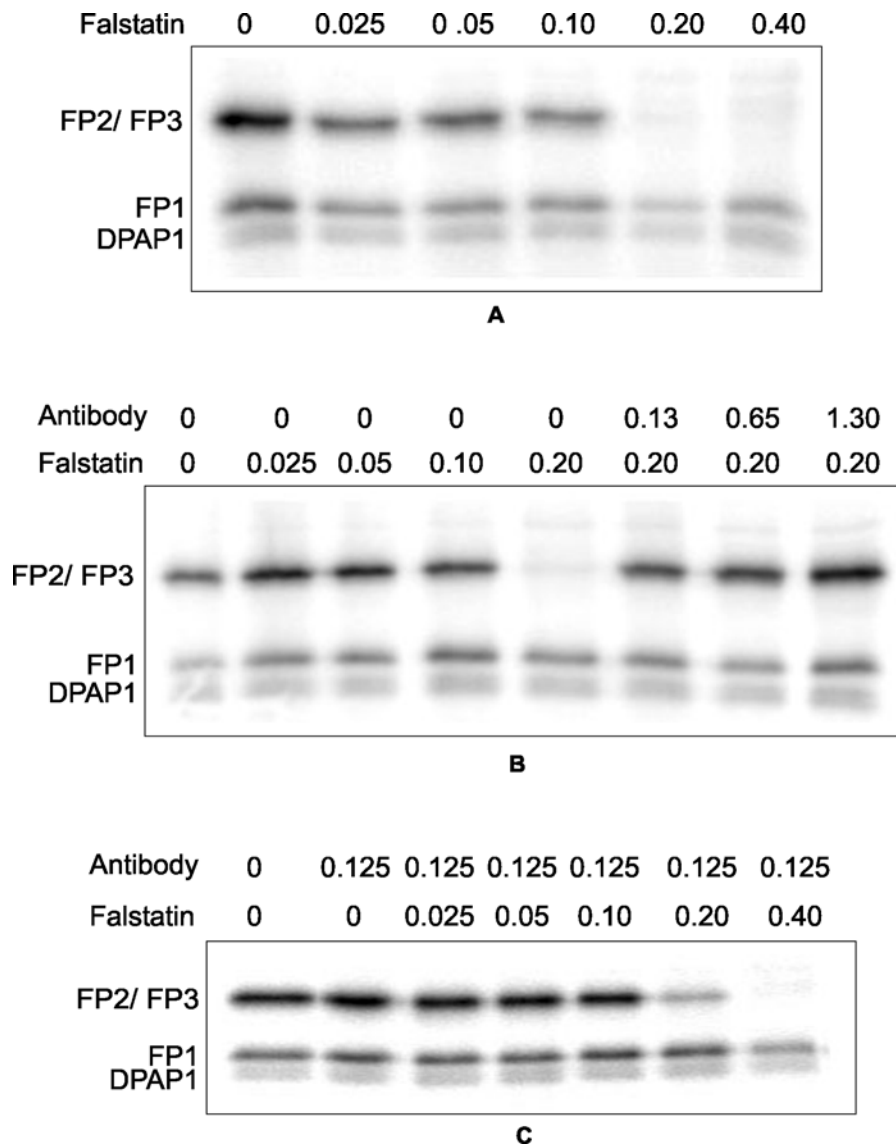 Falstatin 0 0.025 0 .05 0.10 0.20 0.40
FP2/ FP3
FP1
DPAP1
A
Antibody 0 0 0 0 0 0.13 0.65 1.30
Falstatin 0 0.025 0.05 0.10 0.20 0.20 0.20 0.20
FP2/ FP3
FP1
DPAP1
B
Antibody 0 0.125 0.125 0.125 0.125 0.125 0.125
Falstatin 0 0 0.025 0.05 0.10 0.20 0.40
FP2/ FP3
FP1
DPAP1
C